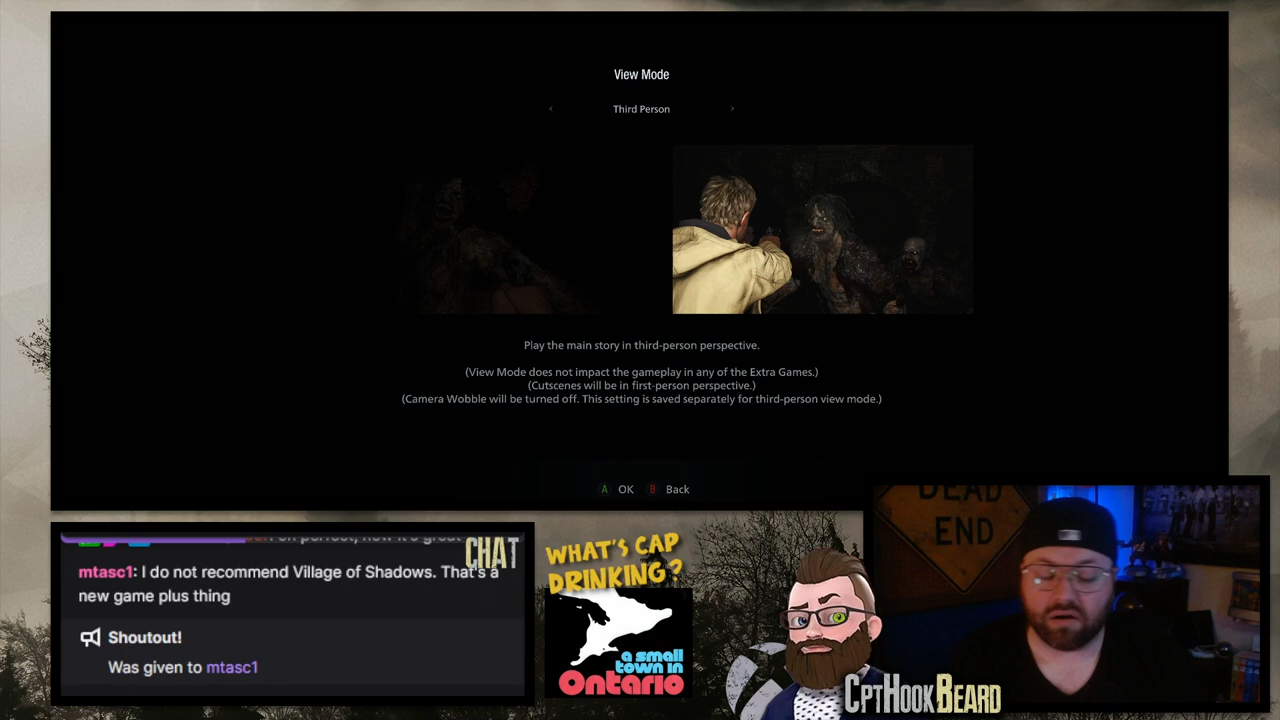 View Mode
Third Person
Play the main story in third-person perspective.
(View Mode does not impact the gameplay in any of the Extra Games.)
(Cutscenes will be in first-person perspective.)
(Camera Wobble will be turned off. This setting is saved separately for third-person view mode.)
A OK B Back
CHAT
mtasc1: I do not recommend Village of Shadows. That's a
new game plus thing
Shoutout!
Was given to mtasc1
WHAT'S CAP
DRINKING?
a small
town in
Ontario
CPTHOOKBEARD
DEAD
END